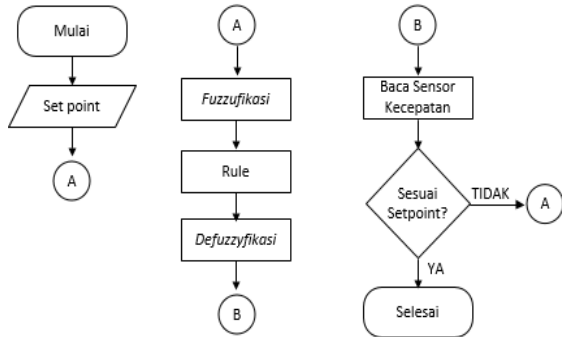 Mulai
Set point
A
A
Fuzzufikasi
Rule
Defuzzyfikasi
B
B
Baca Sensor
Kecepatan
Sesuai
Setpoint?
TIDAK
A
YA
Selesai